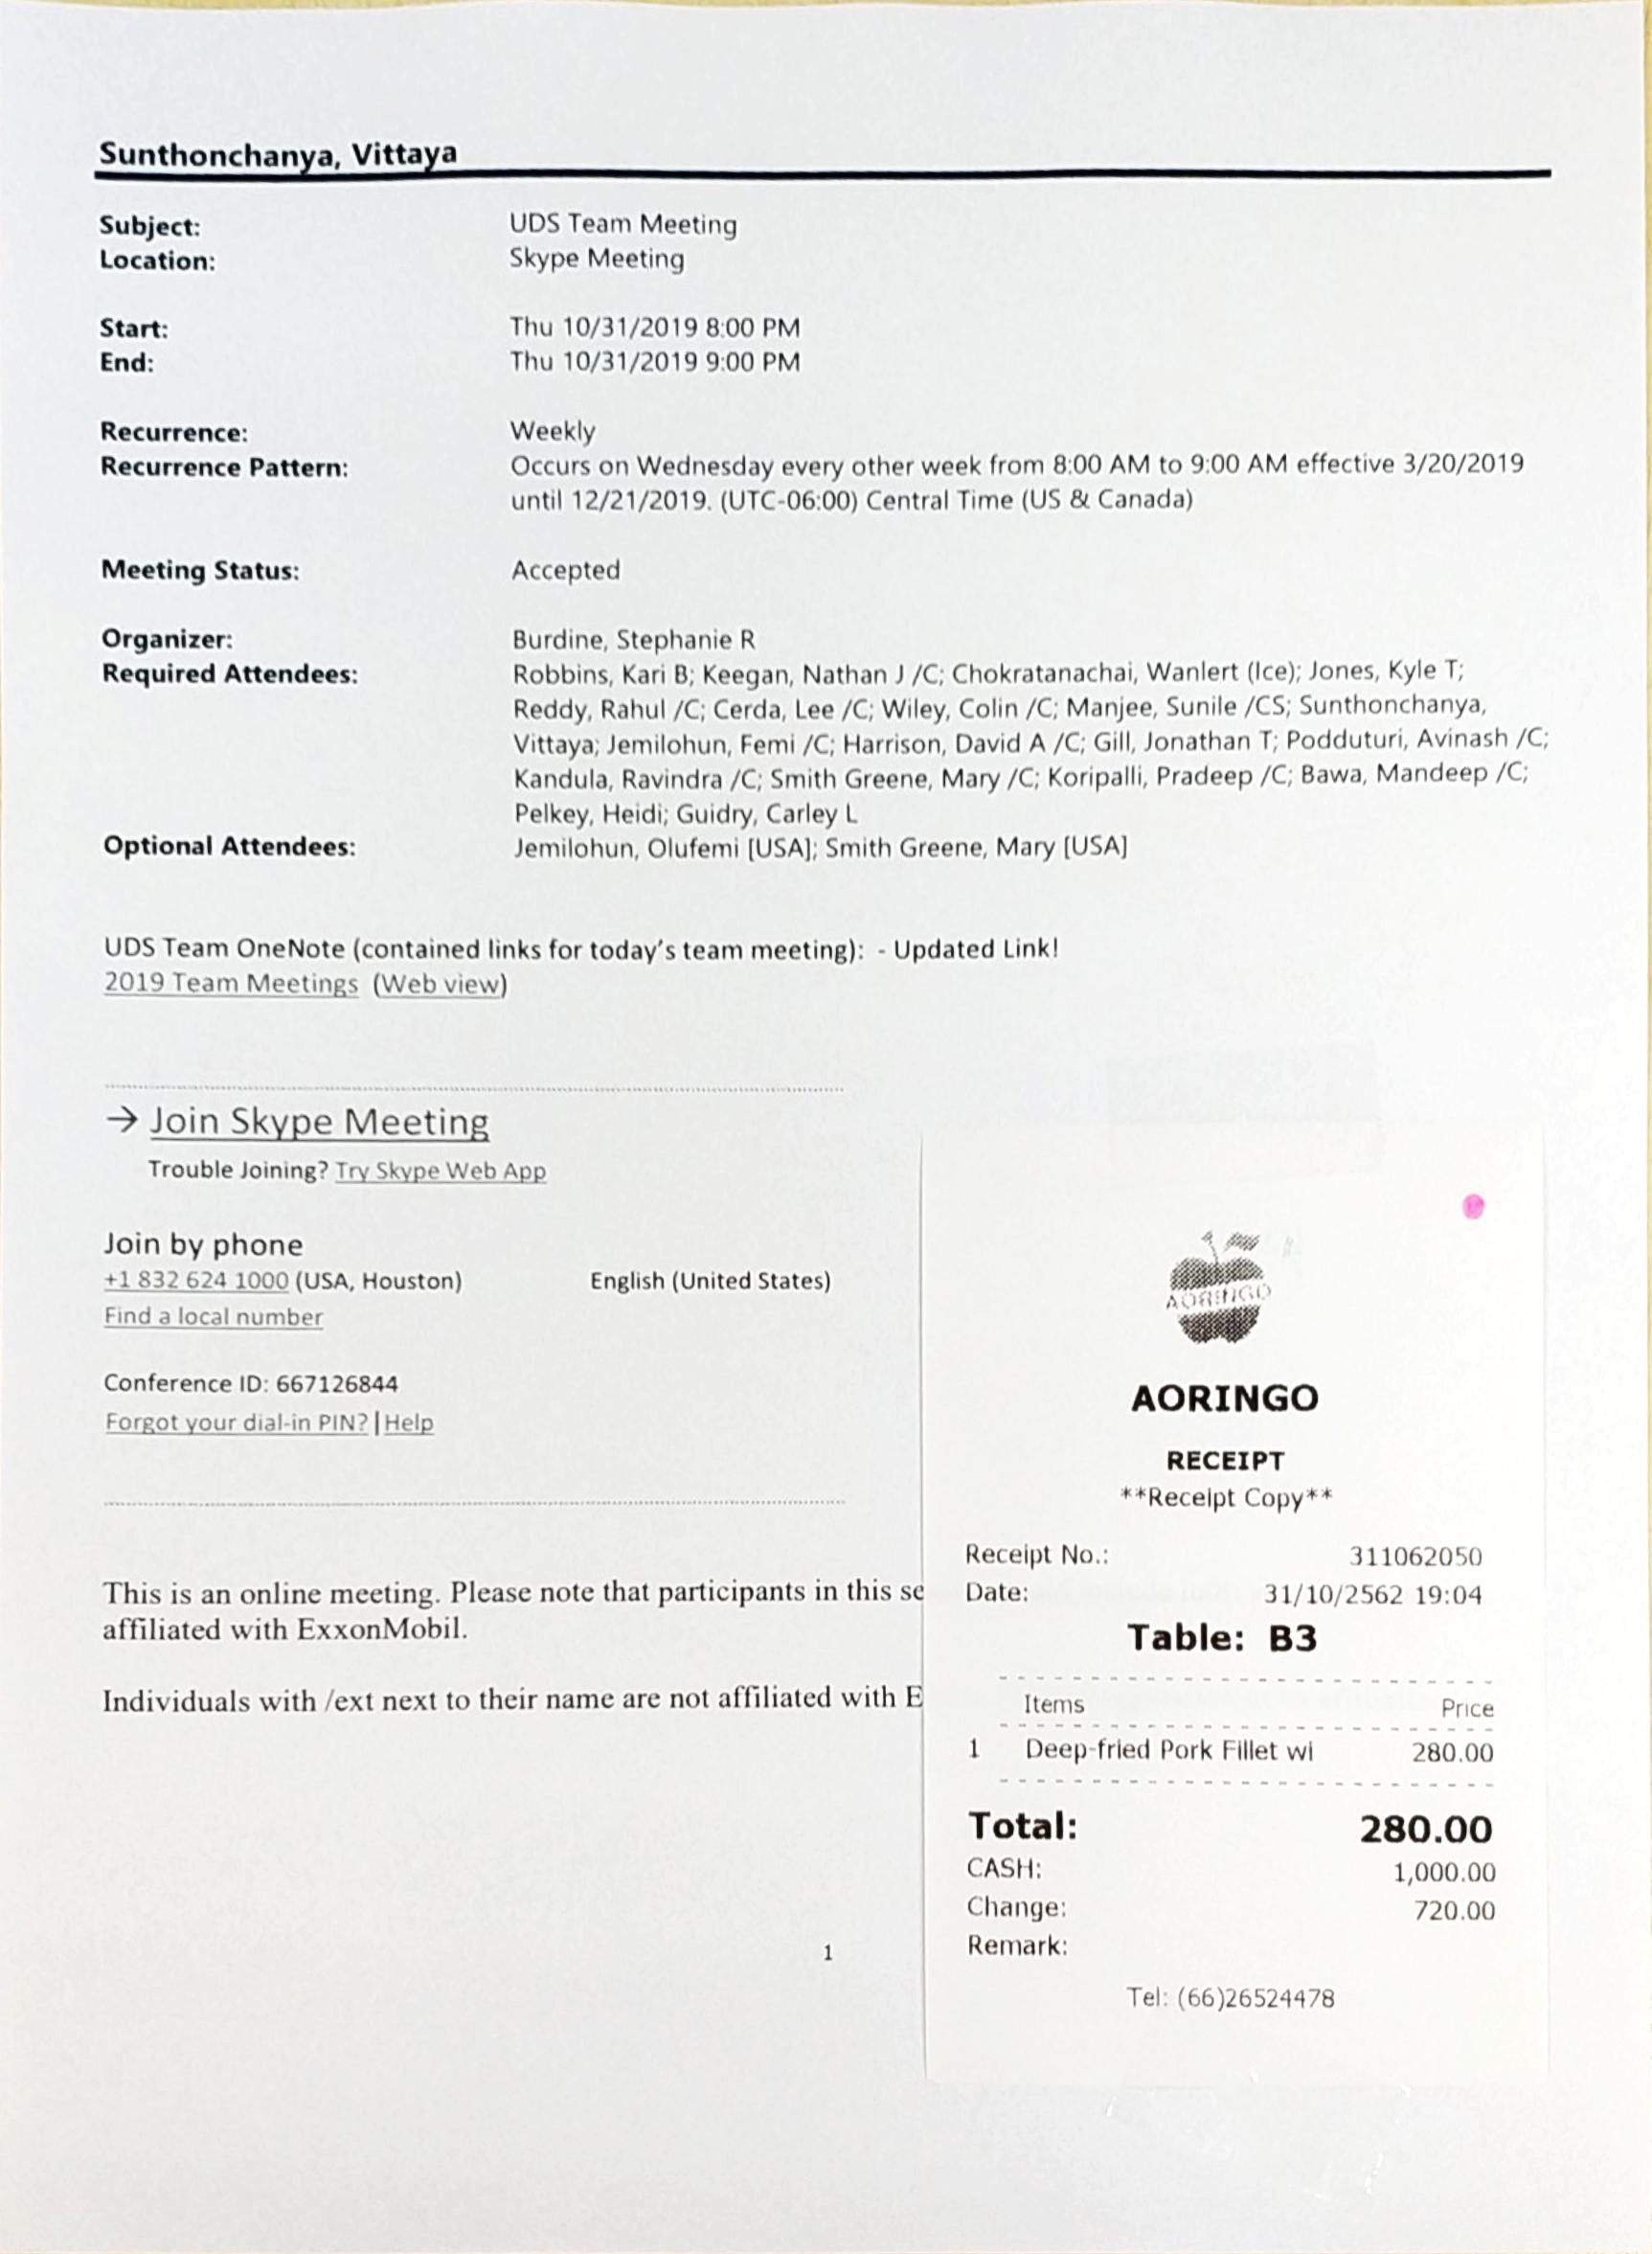 Sunthonchanya, Vittaya
Subject: UDS Team Meeting
Location: Skype Meeting
Start: Thu 10/31/2019 8:00 PM
End: Thu 10/31/2019 9:00 PM
Recurrence: Weekly
Recurrence Pattern: Occurs on Wednesday every other week from 8:00 AM to 9:00 AM effective 3/20/2019
until 12/21/2019. (UTC-06:00) Central Time (US & Canada)
Meeting Status: Accepted
Organizer: Burdine, Stephanie R
Required Attendees: Robbins, Kari B; Keegan, Nathan J /C; Chokratanachai, Wanlert (Ice); Jones, Kyle T;
Reddy, Rahul /C; Cerda, Lee /C; Wiley, Colin /C; Manjee, Sunile /CS; Sunthonchanya,
Vittaya; Jemilohun, Femi /C; Harrison, David A /C; Gill, Jonathan T; Podduturi, Avinash /C;
Kandula, Ravindra /C; Smith Greene, Mary /C; Koripalli, Pradeep /C; Bawa, Mandeep /C;
Pelkey, Heidi; Guidry, Carley L
Optional Attendees: Jemilohun, Olufemi [USA]; Smith Greene, Mary [USA]
UDS Team OneNote (contained links for today's team meeting): - Updated Link!
2019 Team Meetings (Web view)
→ Join Skype Meeting
Trouble Joining? Try Skype Web App
Join by phone
+1 832 624 1000 (USA, Houston) English (United States)
Find a local number
Conference ID: 667126844
Forgot your dial-in PIN? | Help
This is an online meeting. Please note that participants in this se
affiliated with ExxonMobil.
Individuals with /ext next to their name are not affiliated with E
1
AORINGO
AORINGO
RECEIPT
**Receipt Copy**
Receipt No.: 311062050
Date: 31/10/2562 19:04
Table: B3
Items Price
1 Deep-fried Pork Fillet wi 280.00
Total: 280.00
CASH: 1,000.00
Change: 720.00
Remark:
Tel: (66)26524478